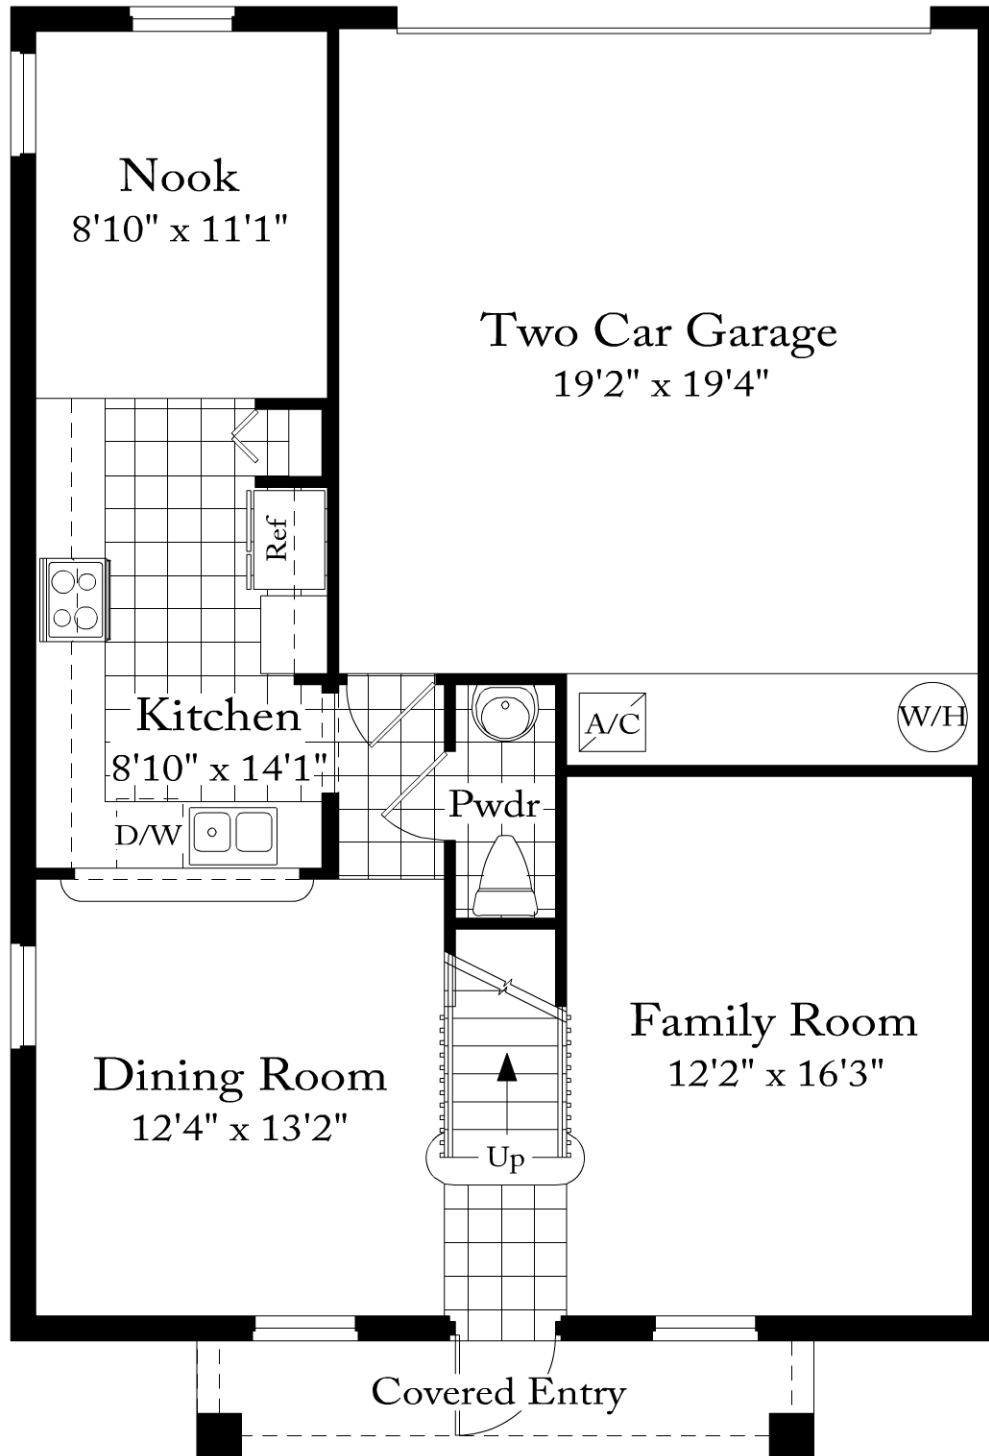 Nook
8'10" x 11'1"
Two Car Garage
19'2" x 19'4"
Ref
Kitchen
8'10" x 14'1"
A/C
W/H
Pwdr
D/W
Family Room
12'2" x 16'3"
Dining Room
12'4" x 13'2"
Up
Covered Entry